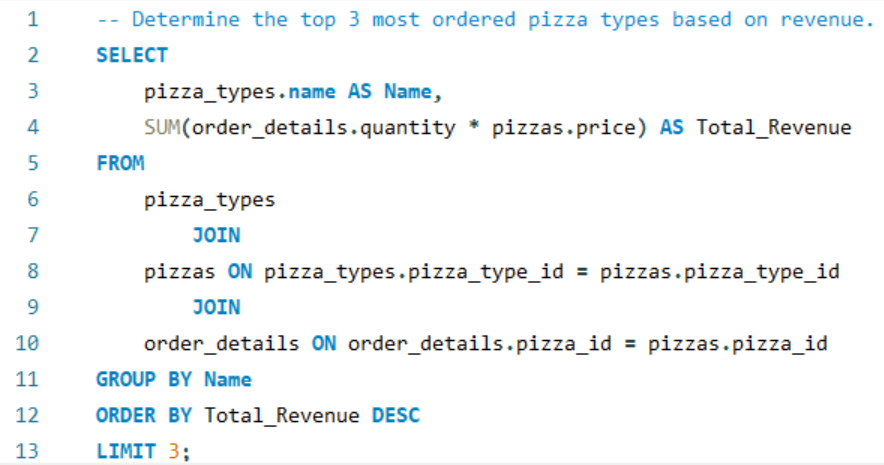 1 -- Determine the top 3 most ordered pizza types based on revenue.
2 SELECT
3 pizza_types.name AS Name,
4 SUM(order_details.quantity * pizzas.price) AS Total_Revenue
5 FROM
6 pizza_types
7 JOIN
8 pizzas ON pizza_types.pizza_type_id = pizzas.pizza_type_id
9 JOIN
10 order_details ON order_details.pizza_id = pizzas.pizza_id
11 GROUP BY Name
12 ORDER BY Total_Revenue DESC
13 LIMIT 3;